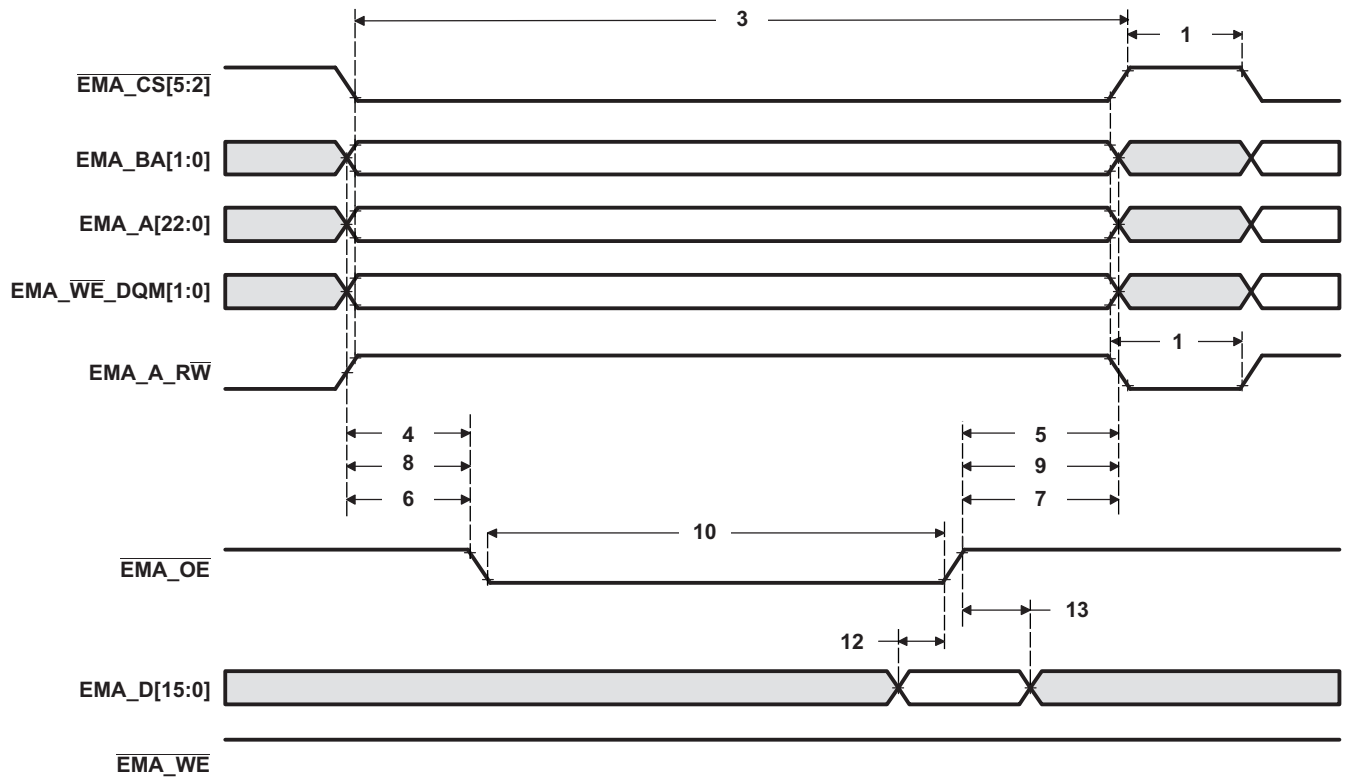 3
1
EMA_CS[5:2]
EMA_BA[1:0]
EMA_A[22:0]
EMA_WE_DQM[1:0]
1
EMA_A_RW
4
5
8
9
6
7
10
EMA_OE
13
12
EMA_D[15:0]
EMA_WE